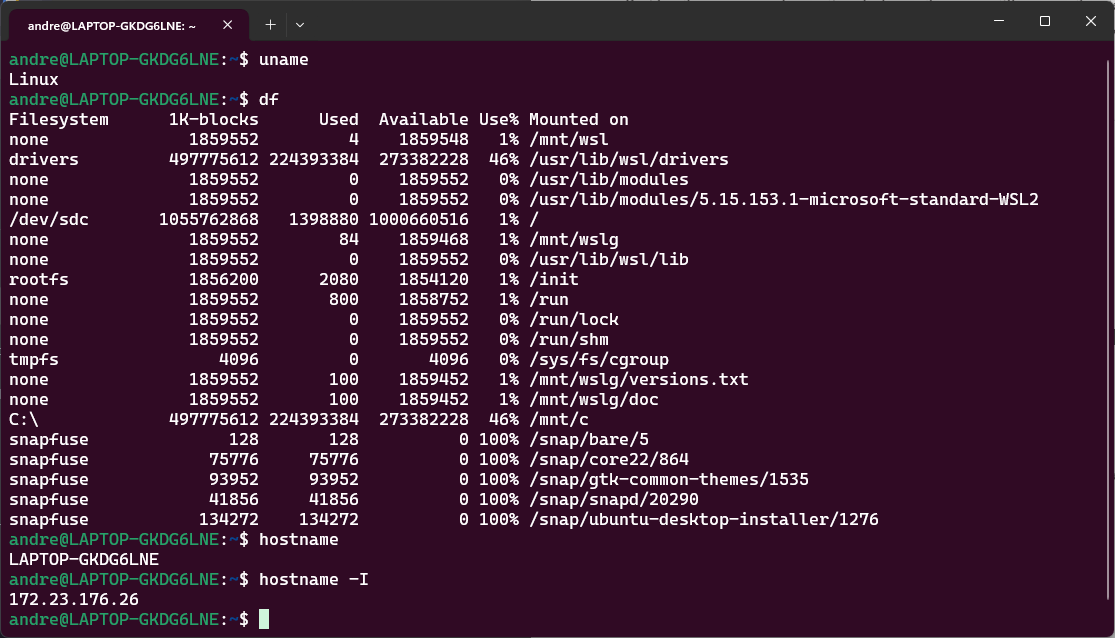 andre@LAPTOP-GKDG6LNE: ~
andre@LAPTOP-GKDG6LNE:~$ uname
Linux
andre@LAPTOP-GKDG6LNE:~$ df
Filesystem      1K-blocks      Used  Available Use% Mounted on
none              1859552         4    1859548   1% /mnt/wsl
drivers         497775612 224393384  273382228  46% /usr/lib/wsl/drivers
none              1859552         0    1859552   0% /usr/lib/modules
none              1859552         0    1859552   0% /usr/lib/modules/5.15.153.1-microsoft-standard-WSL2
/dev/sdc       1055762868   1398880 1000660516   1% /
none              1859552        84    1859468   1% /mnt/wslg
none              1859552         0    1859552   0% /usr/lib/wsl/lib
rootfs            1856200      2080    1854120   1% /init
none              1859552       800    1858752   1% /run
none              1859552         0    1859552   0% /run/lock
none              1859552         0    1859552   0% /run/shm
tmpfs                4096         0       4096   0% /sys/fs/cgroup
none              1859552       100    1859452   1% /mnt/wslg/versions.txt
none              1859552       100    1859452   1% /mnt/wslg/doc
C:\             497775612 224393384  273382228  46% /mnt/c
snapfuse              128       128          0 100% /snap/bare/5
snapfuse            75776     75776          0 100% /snap/core22/864
snapfuse            93952     93952          0 100% /snap/gtk-common-themes/1535
snapfuse            41856     41856          0 100% /snap/snapd/20290
snapfuse           134272    134272          0 100% /snap/ubuntu-desktop-installer/1276
andre@LAPTOP-GKDG6LNE:~$ hostname
LAPTOP-GKDG6LNE
andre@LAPTOP-GKDG6LNE:~$ hostname -I
172.23.176.26
andre@LAPTOP-GKDG6LNE:~$